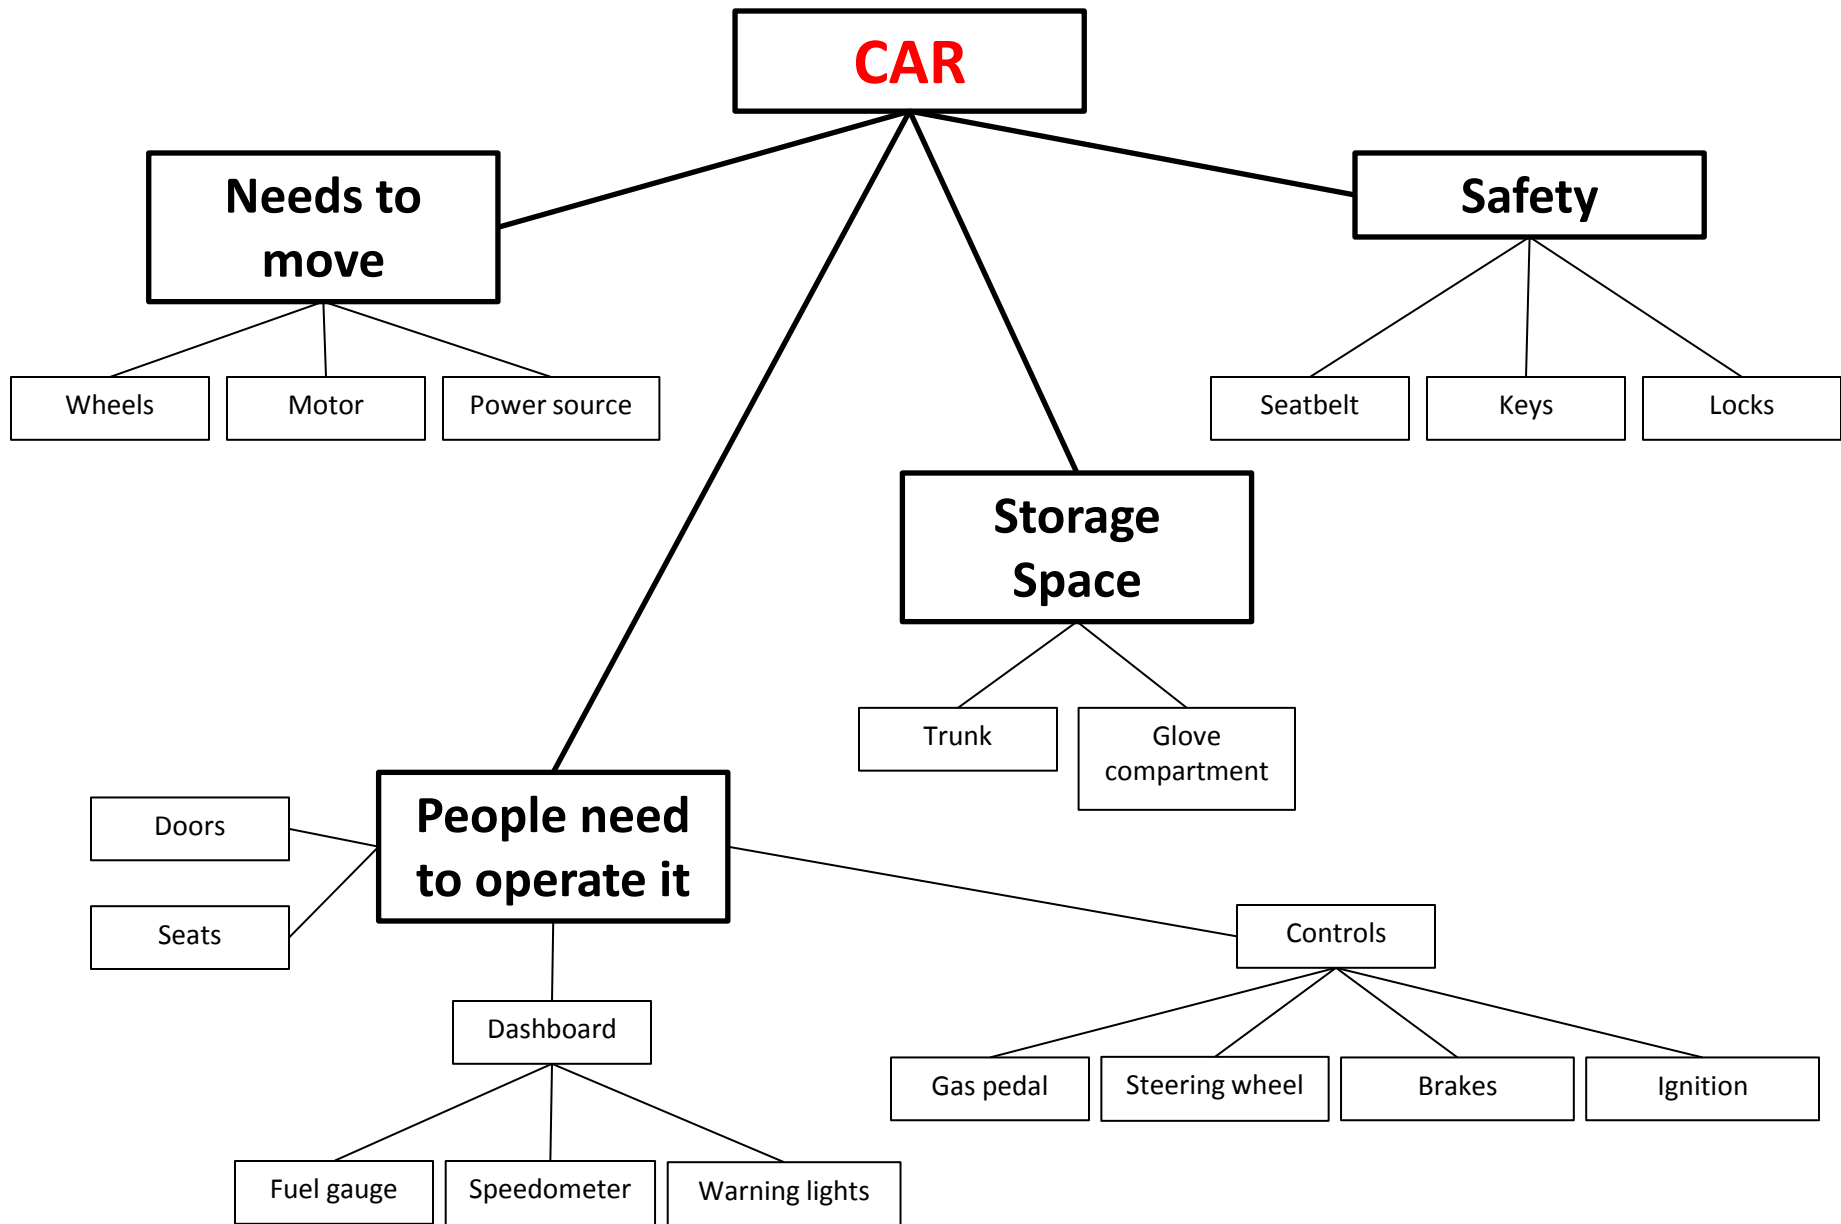 CAR
Needs to
move
Safety
Wheels
Motor
Power source
Seatbelt
Keys
Locks
Storage
Space
Trunk
Glove
compartment
People need
to operate it
Doors
Seats
Controls
Dashboard
Gas pedal
Steering wheel
Brakes
Ignition
Fuel gauge
Speedometer
Warning lights